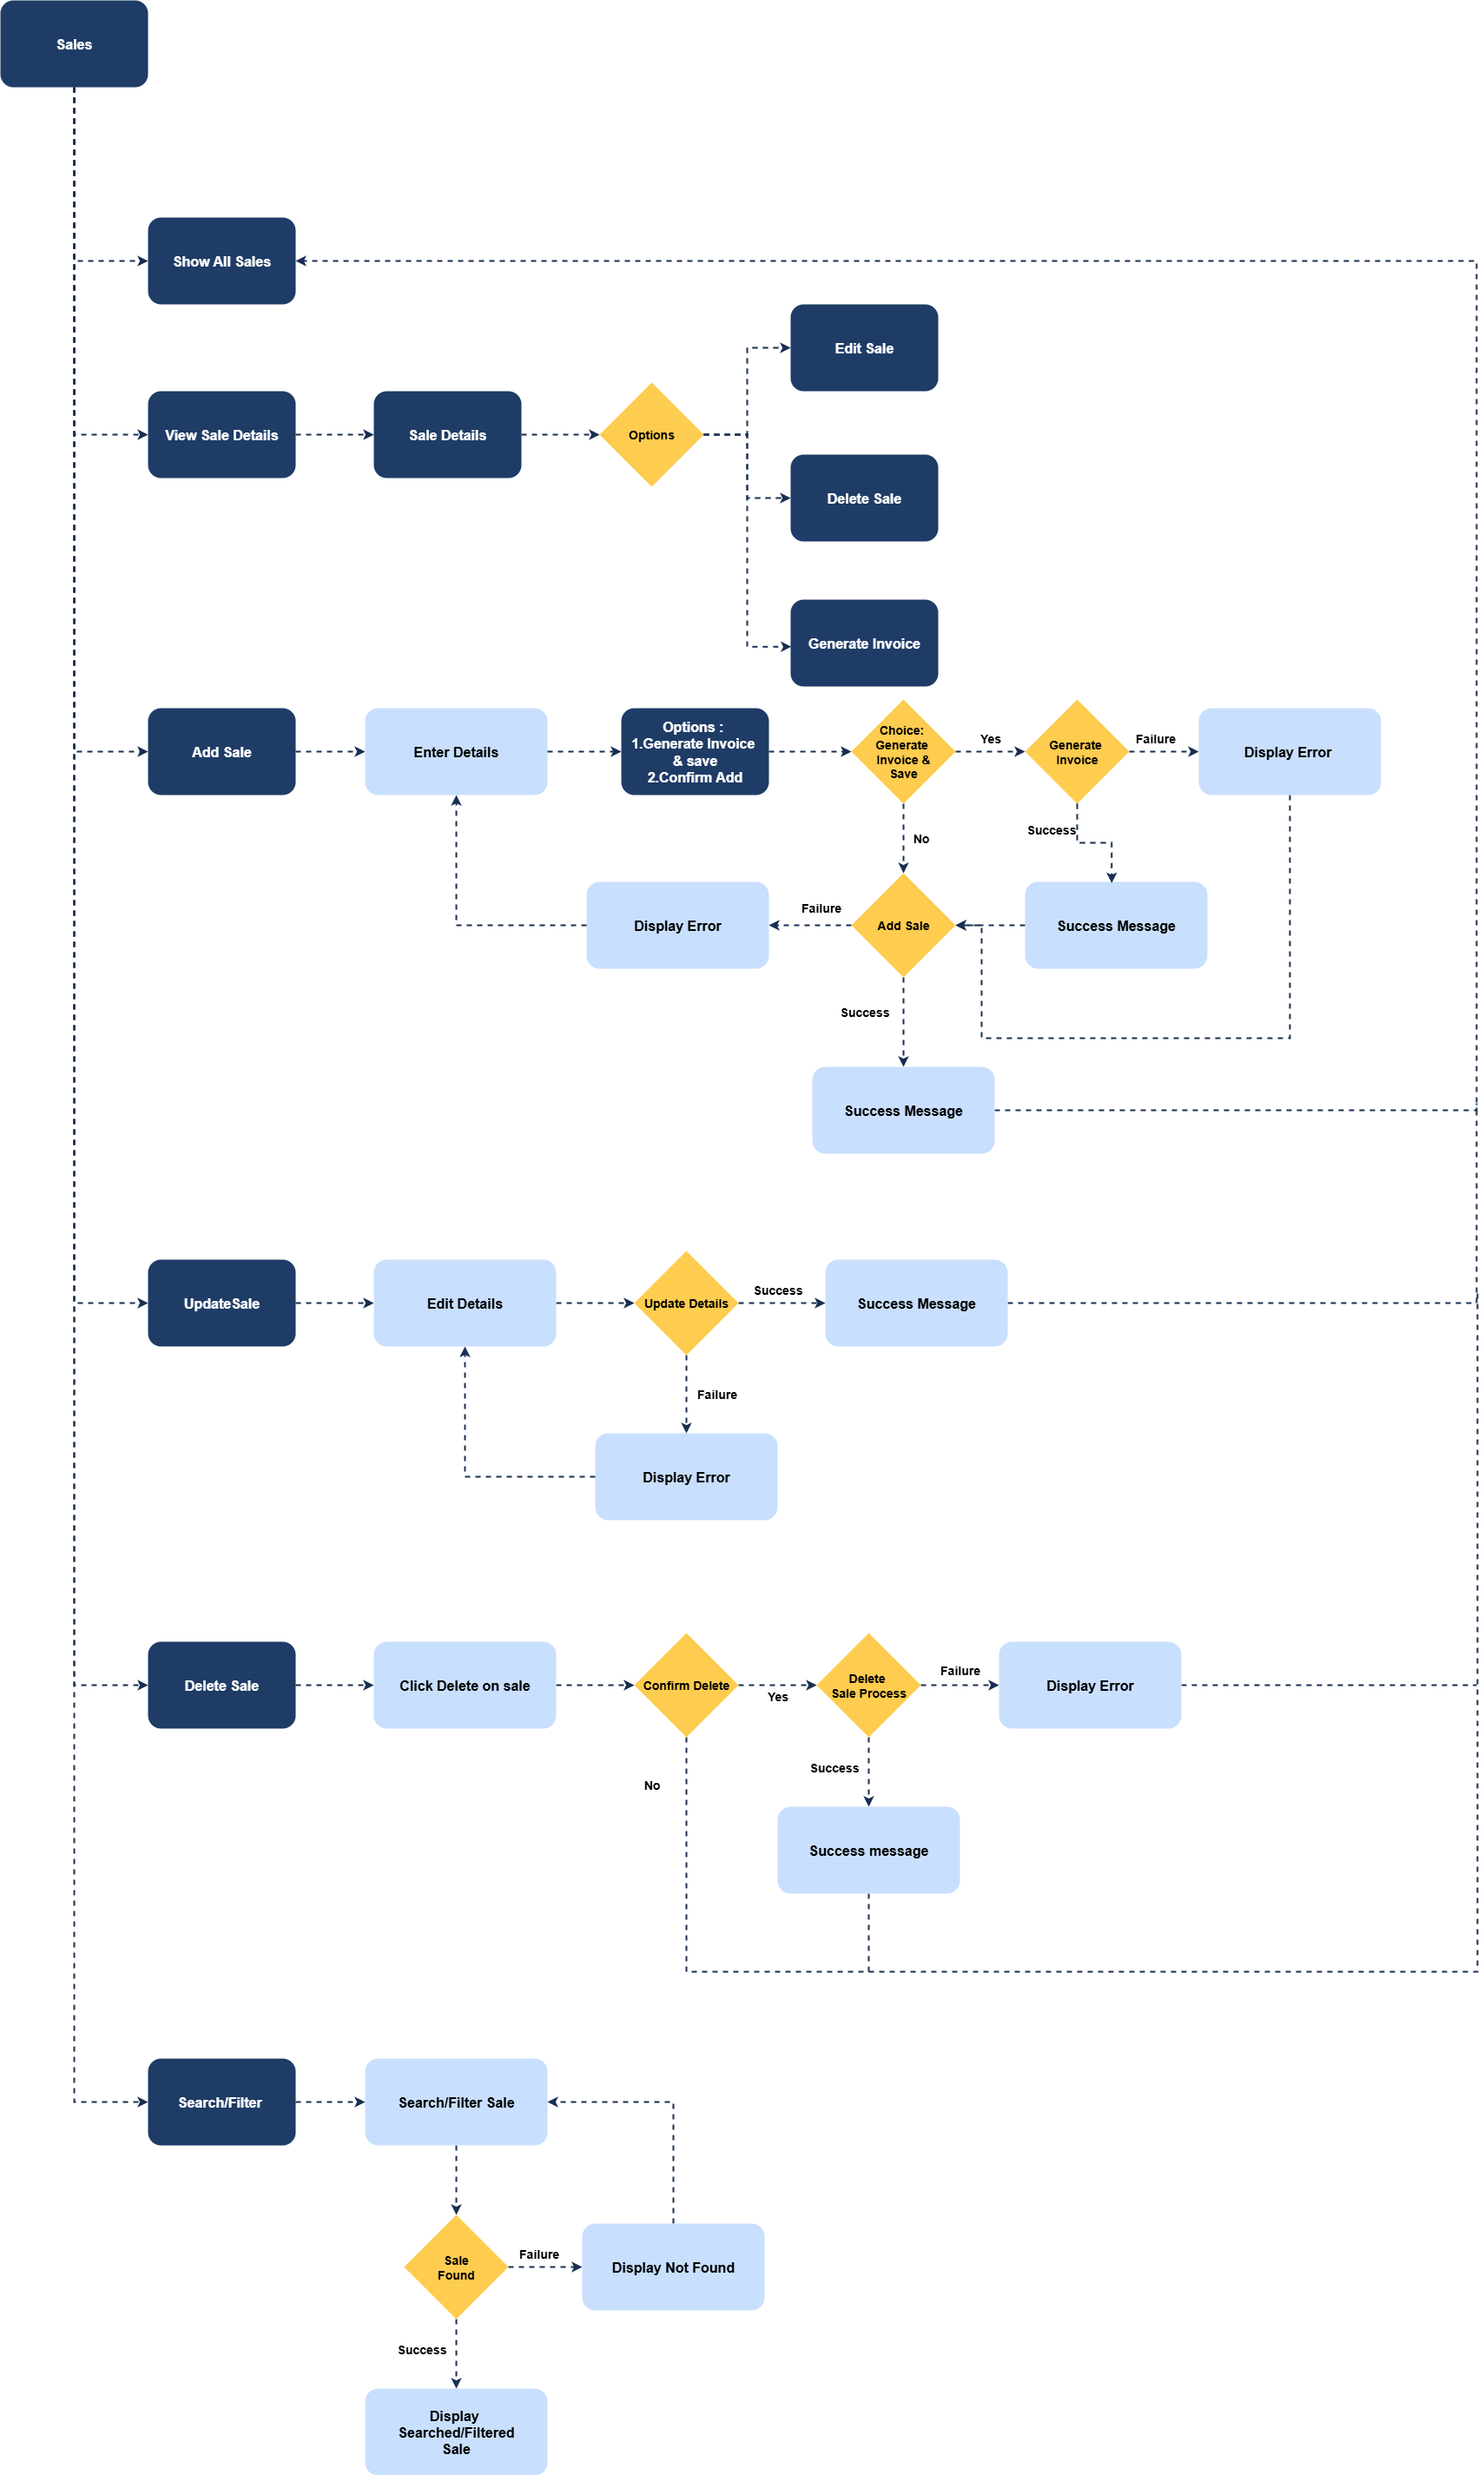 Sales
Show All Sales
Edit Sale
View Sale Details
Sale Details
Options
Delete Sale
Generate Invoice
Add Sale
Enter Details
Options :
1.Generate Invoice
& save
2.Confirm Add
Choice:
Generate
Invoice &
Save
Yes
Generate
Invoice
Failure
Display Error
Success
No
Display Error
Failure
Add Sale
Success Message
Success
Success Message
UpdateSale
Edit Details
Update Details
Success
Success Message
Failure
Display Error
Delete Sale
Click Delete on sale
Confirm Delete
Yes
Delete
Sale Process
Failure
Display Error
Success
No
Success message
Search/Filter
Search/Filter Sale
Sale
Found
Failure
Display Not Found
Success
Display
Searched/Filtered
Sale